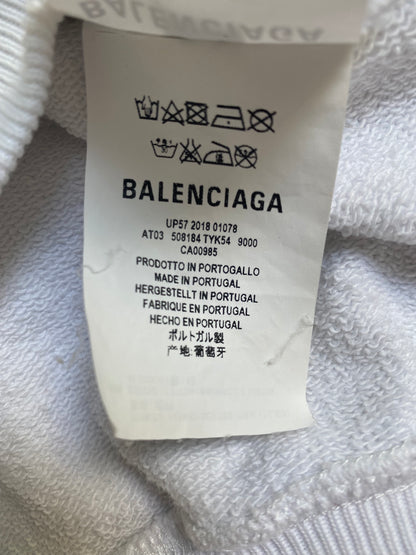 BALENCIAGA
BALENCIAGA
UP57 2018 01078
AT03 508184 TYK54 9000
CA00985
PRODOTTO IN PORTOGALLO
MADE IN PORTUGAL
HERGESTELLT IN PORTUGAL
FABRIQUE EN PORTUGAL
HECHO EN PORTUGAL
ポルトガル製
产地:葡萄牙